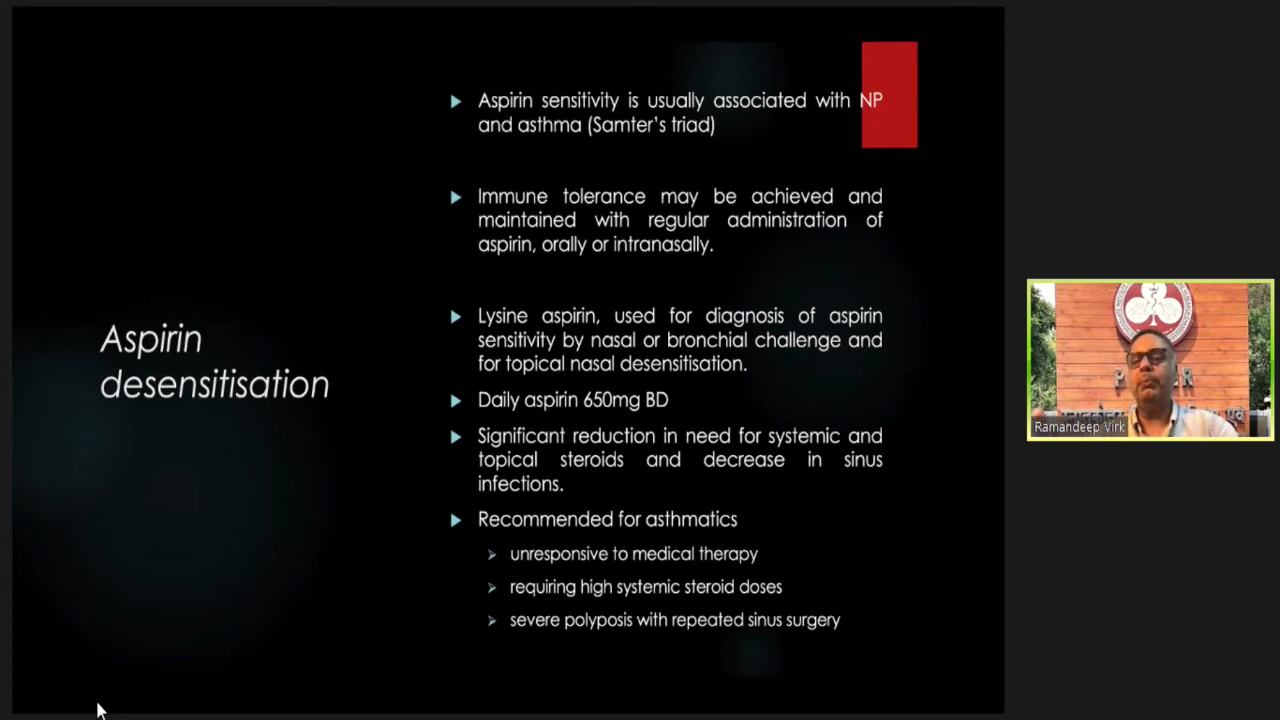 Aspirin
desensitisation
Aspirin sensitivity is usually associated with NP
and asthma (Samter's triad)
Immune tolerance may be achieved and
maintained with regular administration of
aspirin, orally or intranasally.
Lysine aspirin, used for diagnosis of aspirin
sensitivity by nasal or bronchial challenge and
for topical nasal desensitisation.
Daily aspirin 650mg BD
Significant reduction in need for systemic and
topical steroids and decrease in sinus
infections.
Recommended for asthmatics
unresponsive to medical therapy
requiring high systemic steroid doses
severe polyposis with repeated sinus surgery
Ramandeep Virk